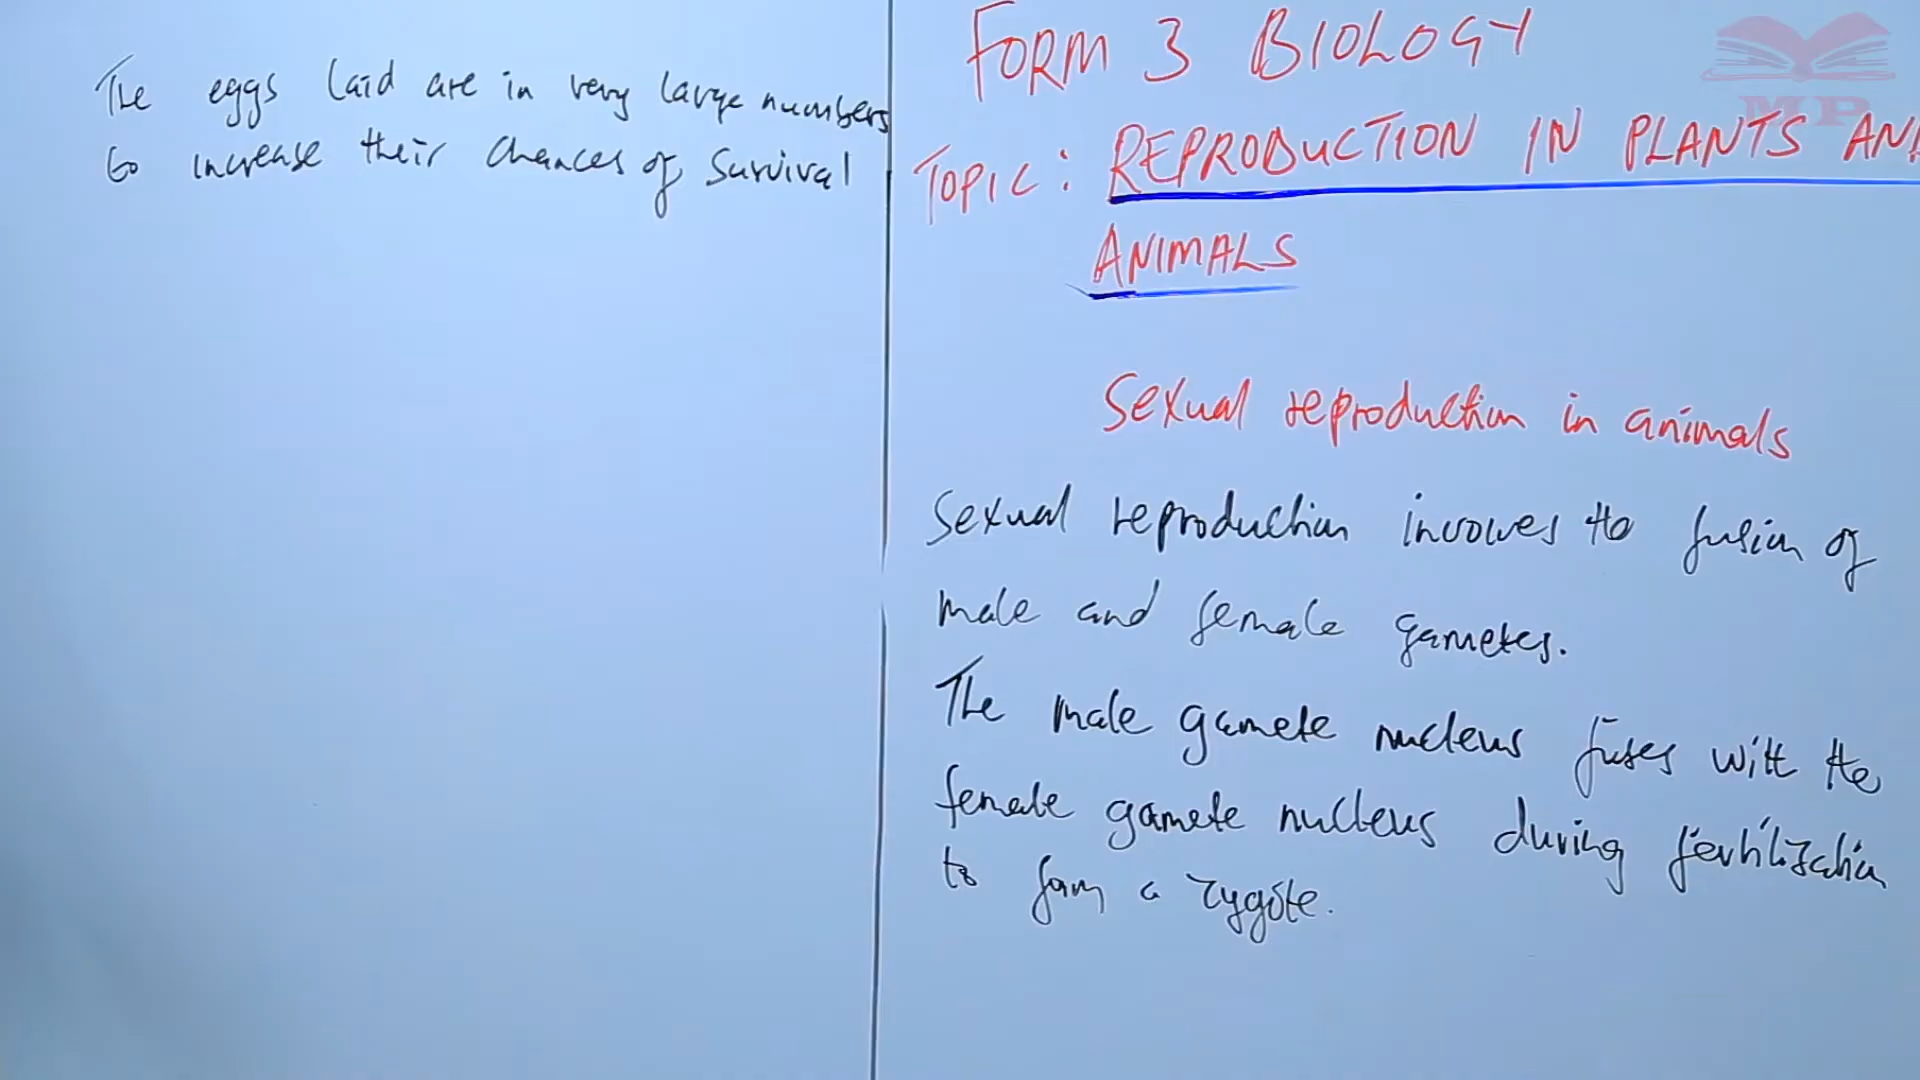 The eggs laid are in very large numbers
to increase their chances of survival
FORM 3 BIOLOGY
TOPIC: REPRODUCTION IN PLANTS AN
ANIMALS
Sexual reproduction in animals
Sexual reproduction involves the fusion of
male and female gametes.
The male gamete nucleus fuses with the
female gamete nucleus during fertilization
to form a zygote.
MP